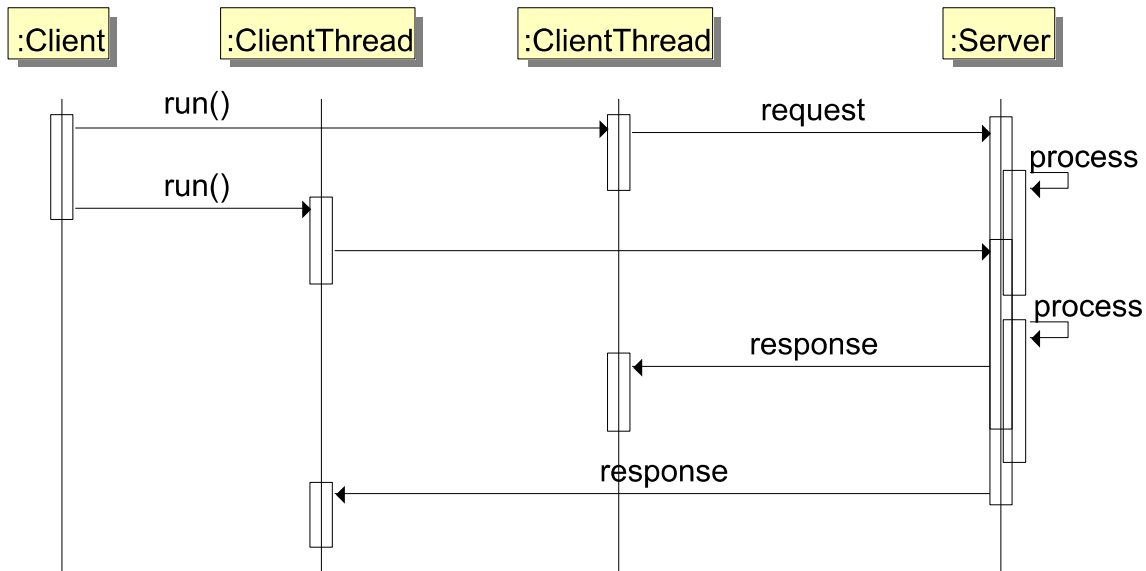 :Client
:ClientThread
:ClientThread
:Server
run()
request
process
run()
process
response
response